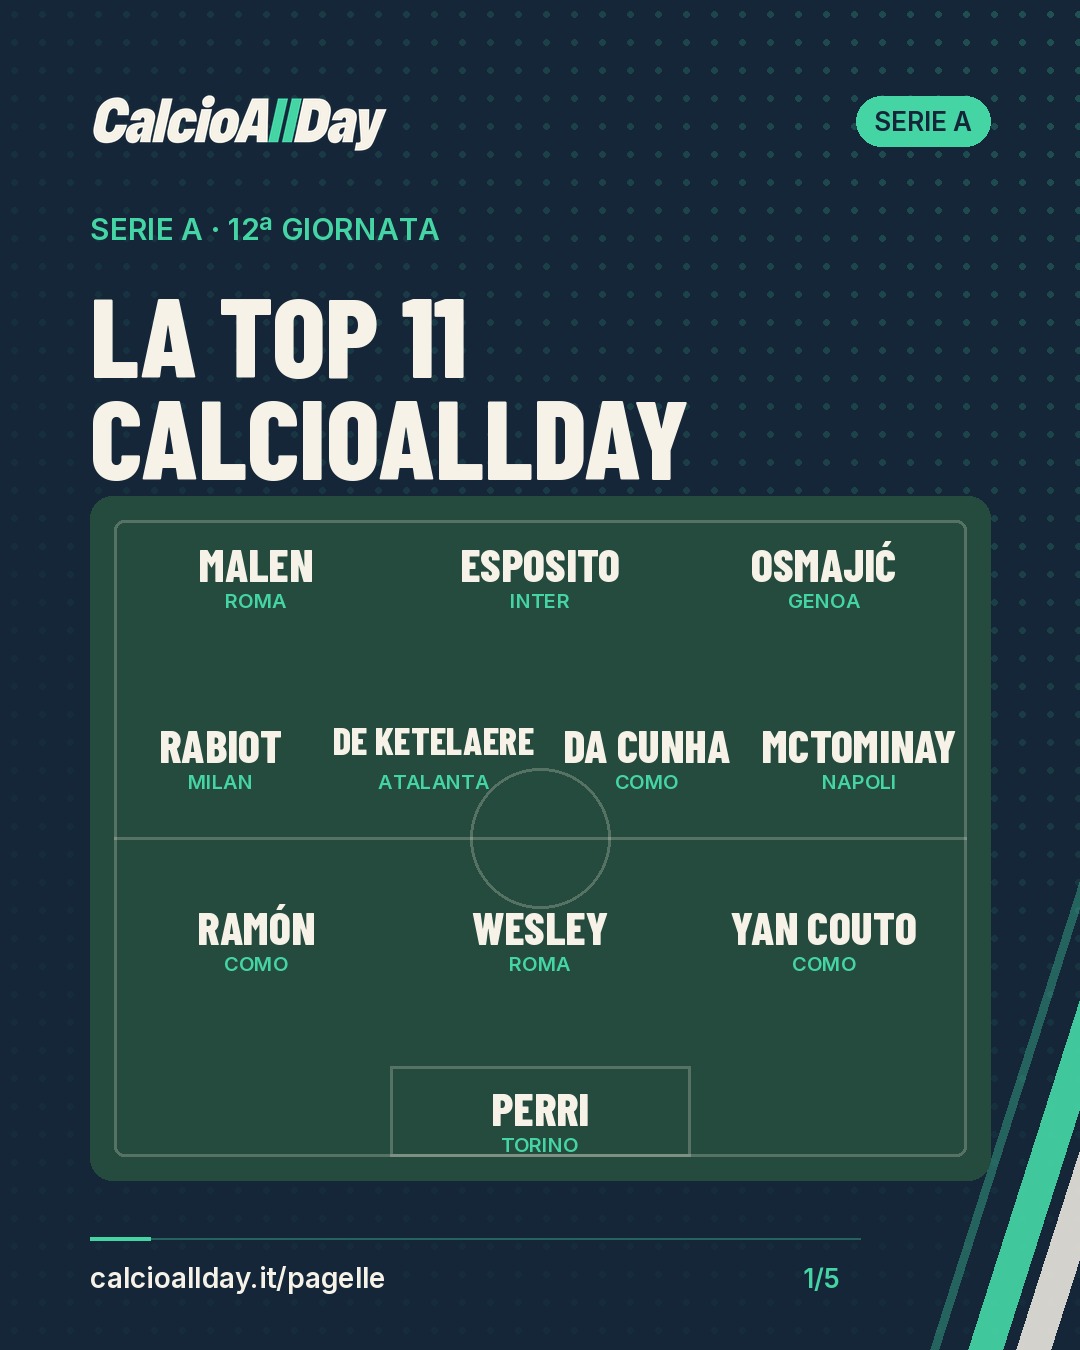 CalcioAllDay
SERIE A
SERIE A · 12ª GIORNATA
LA TOP 11
CALCIOALLDAY
MALEN ESPOSITO OSMAJIĆ
ROMA INTER GENOA
RABIOT DE KETELAERE DA CUNHA MCTOMINAY
MILAN ATALANTA COMO NAPOLI
RAMÓN WESLEY YAN COUTO
COMO ROMA COMO
PERRI
TORINO
calcioallday.it/pagelle 1/5